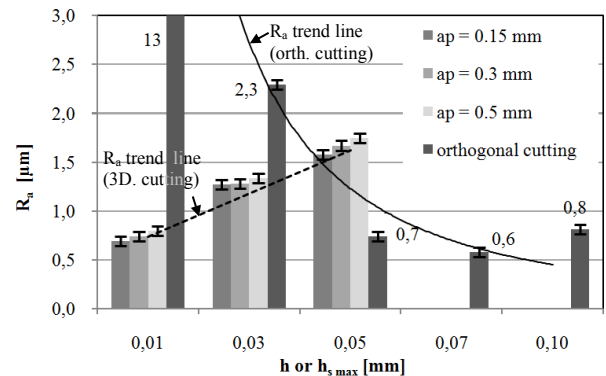 3,0
2,5
2,0
1,5
1,0
0,5
0,0
Rₐ [µm]
13
2,3
0,7
0,6
0,8
Rₐ trend line
(orth. cutting)
Rₐ trend line
(3D. cutting)
ap = 0.15 mm
ap = 0.3 mm
ap = 0.5 mm
orthogonal cutting
0,01 0,03 0,05 0,07 0,10
h or hₛ ₘₐₓ [mm]